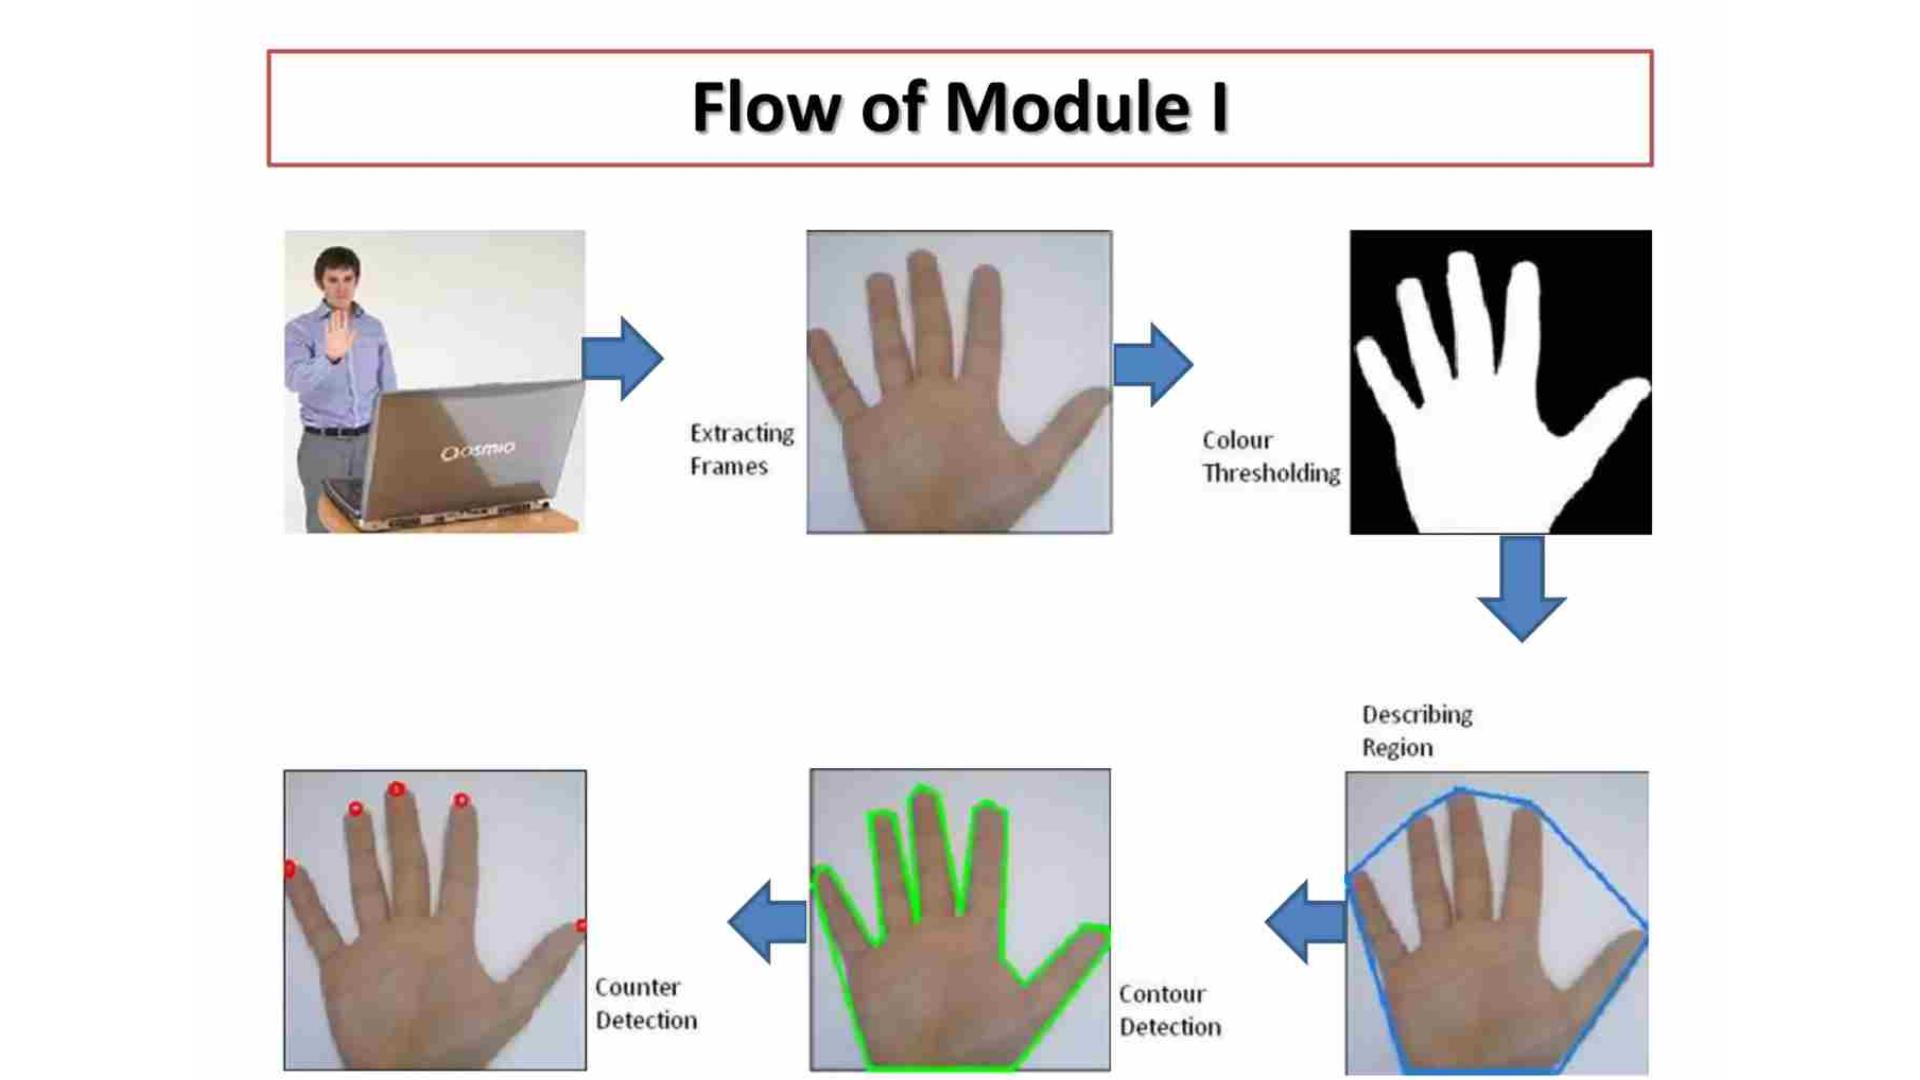 Flow of Module I
Qosmio
Extracting
Frames
Colour
Thresholding
Describing
Region
Contour
Detection
Counter
Detection